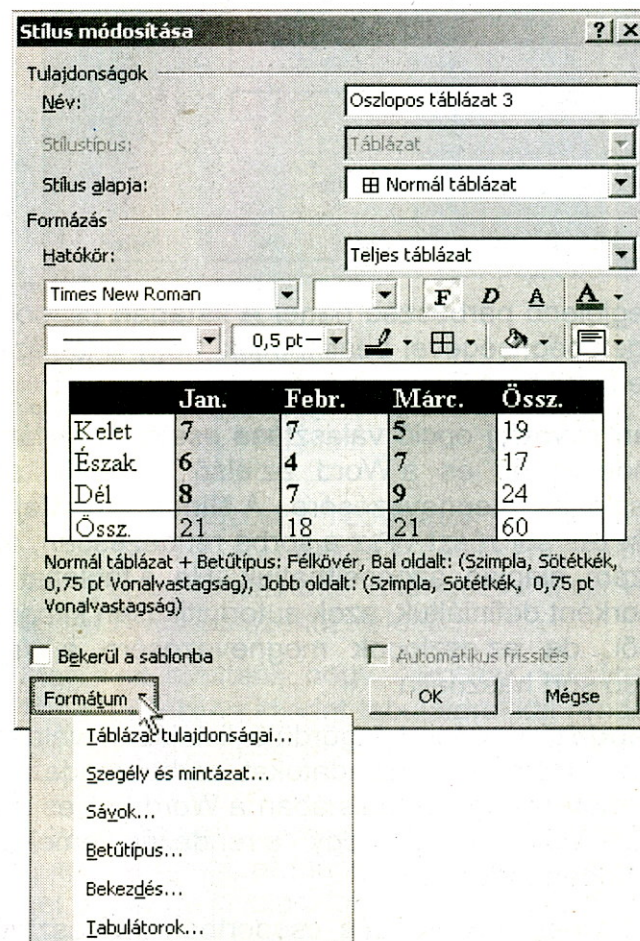 Stílus módosítása ? ×
Tulajdonságok
Név: Oszlopos táblázat 3
Stílustípus: Táblázat
Stílus alapja: Normál táblázat
Formázás
Hatókör: Teljes táblázat
Times New Roman F D A A
0,5 pt
Jan. Febr. Márc. Össz.
Kelet 7 7 5 19
Észak 6 4 7 17
Dél 8 7 9 24
Össz. 21 18 21 60
Normál táblázat + Betűtípus: Félkövér, Bal oldalt: (Szimpla, Sötétkék,
0,75 pt Vonalvastagság), Jobb oldalt: (Szimpla, Sötétkék, 0,75 pt
Vonalvastagság)
Bekerül a sablonba Automatikus frissítés
Formátum OK Mégse
Táblázat tulajdonságai...
Szegély és mintázat...
Sávok...
Betűtípus...
Bekezdés...
Tabulátorok...